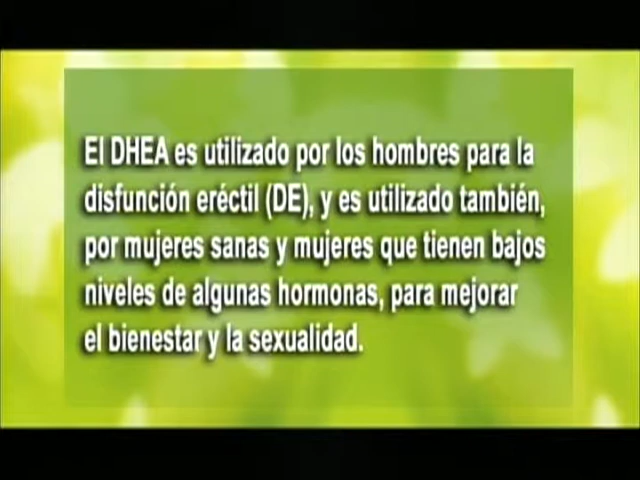 El DHEA es utilizado por los hombres para la
disfunción eréctil (DE), y es utilizado también,
por mujeres sanas y mujeres que tienen bajos
niveles de algunas hormonas, para mejorar
el bienestar y la sexualidad.